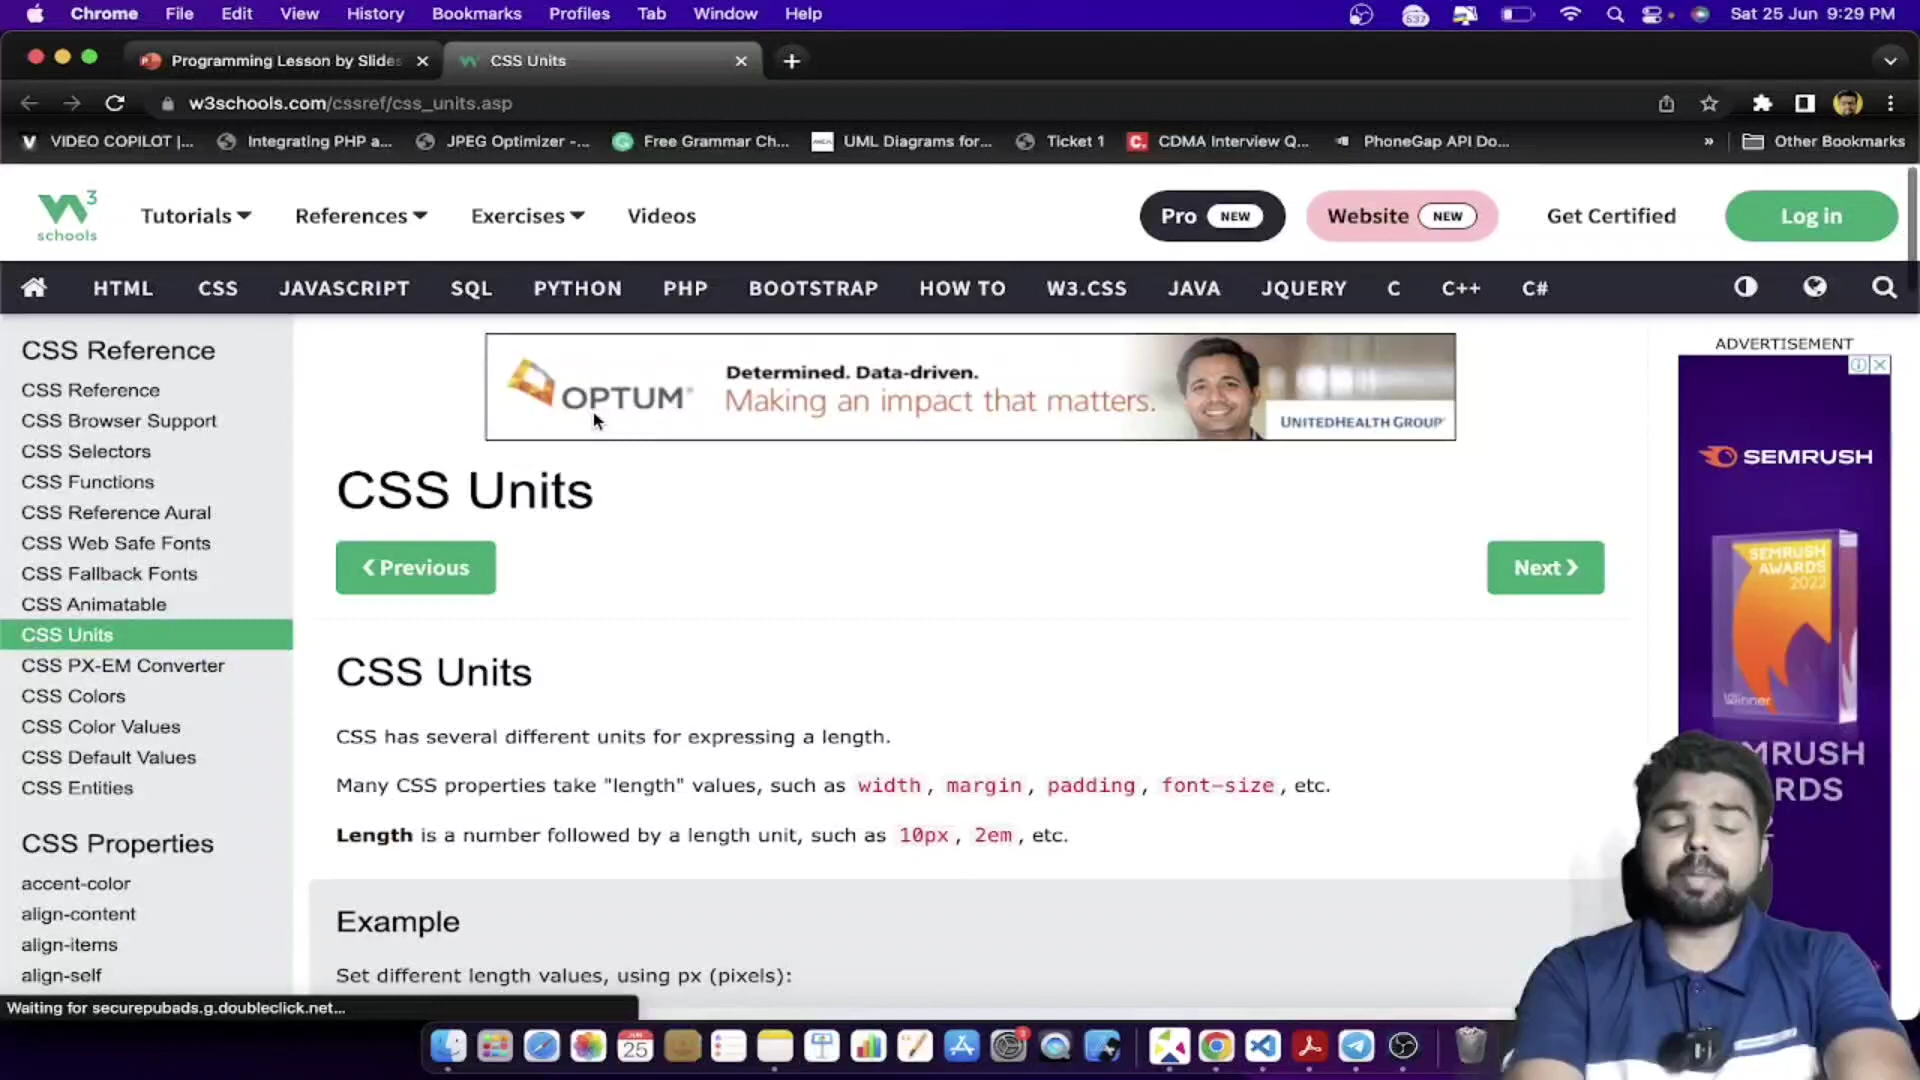 Chrome File Edit View History Bookmarks Profiles Tab Window Help 537 Sat 25 Jun 9:29 PM
Programming Lesson by Slides CSS Units
w3schools.com/cssref/css_units.asp
VIDEO COPILOT |... Integrating PHP a... JPEG Optimizer -... Free Grammar Ch... UML Diagrams for... Ticket 1 CDMA Interview Q... PhoneGap API Do... » Other Bookmarks
3
schools
Tutorials References Exercises Videos Pro NEW Website NEW Get Certified Log in
HTML CSS JAVASCRIPT SQL PYTHON PHP BOOTSTRAP HOW TO W3.CSS JAVA JQUERY C C++ C#
CSS Reference
CSS Reference
CSS Browser Support
CSS Selectors
CSS Functions
CSS Reference Aural
CSS Web Safe Fonts
CSS Fallback Fonts
CSS Animatable
CSS Units
CSS PX-EM Converter
CSS Colors
CSS Color Values
CSS Default Values
CSS Entities
CSS Properties
accent-color
align-content
align-items
align-self
OPTUM®
Determined. Data-driven.
Making an impact that matters.
UNITEDHEALTH GROUP
CSS Units
❮ Previous
Next ❯
CSS Units
CSS has several different units for expressing a length.
Many CSS properties take "length" values, such as width, margin, padding, font-size, etc.
Length is a number followed by a length unit, such as 10px, 2em, etc.
Example
Set different length values, using px (pixels):
ADVERTISEMENT
SEMRUSH
SEMRUSH
AWARDS
2022
Winner
MRUSH
RDS
Waiting for securepubads.g.doubleclick.net...
JUN
25
3